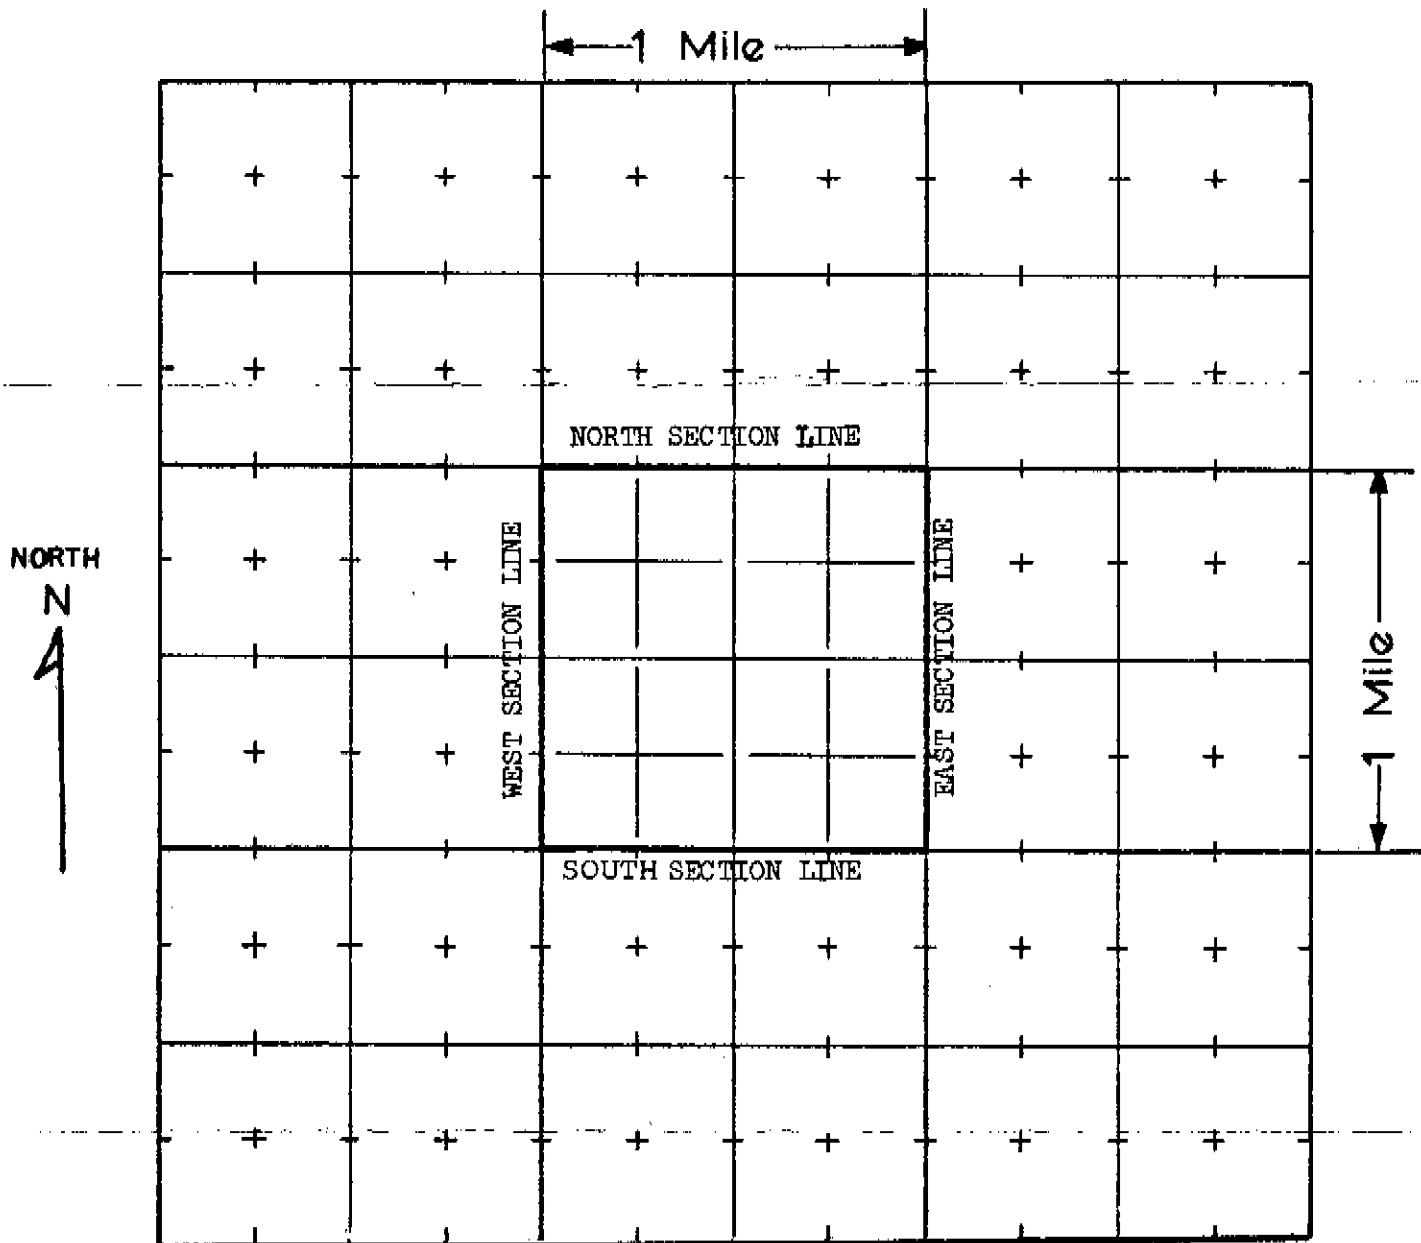 1 Mile
NORTH SECTION LINE
NORTH
N
WEST SECTION LINE
EAST SECTION LINE
1 Mile
SOUTH SECTION LINE